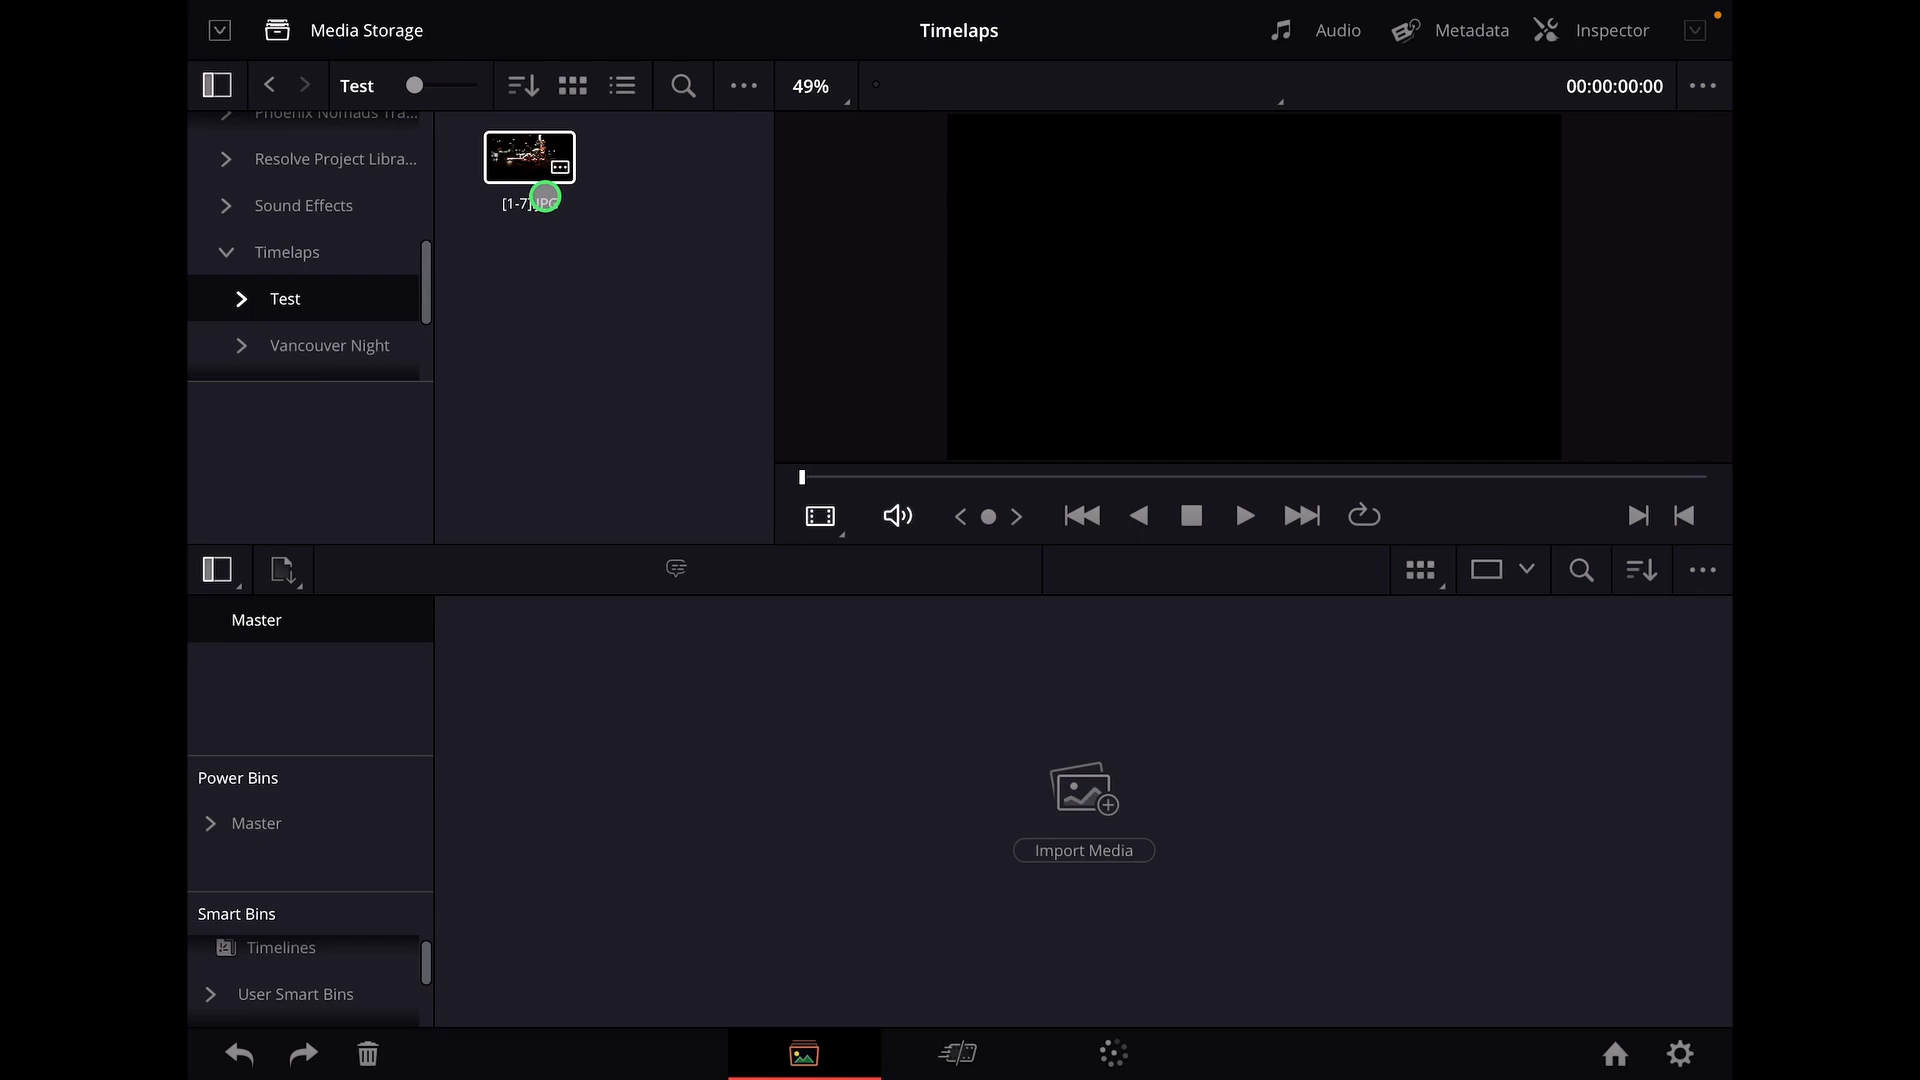 Media Storage
Timelaps
Audio
Metadata
Inspector
Test
49%
00:00:00:00
Phoenix Nomads Tra...
Resolve Project Libra...
Sound Effects
Timelaps
Test
Vancouver Night
[1-7].JPG
Master
Power Bins
Master
Smart Bins
Timelines
User Smart Bins
Import Media